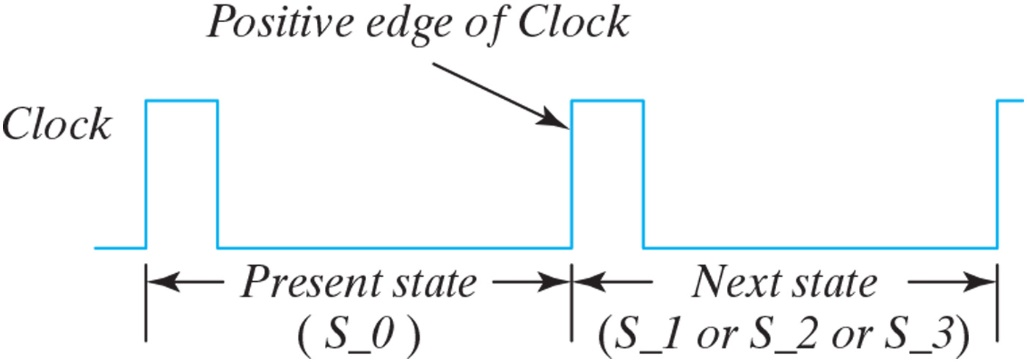 Positive edge of Clock
Clock
Present state
( S_0 )
Next state
(S_1 or S_2 or S_3)